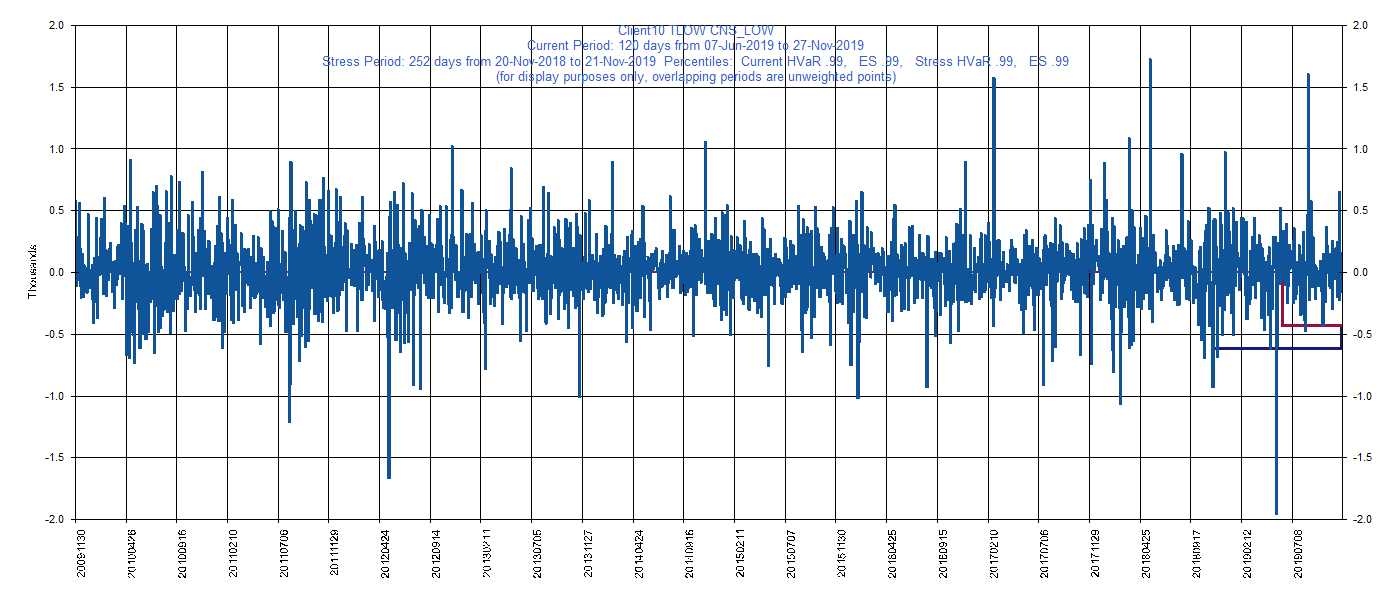 Client10 TLOW CNS_LOW
Current Period: 120 days from 07-Jun-2019 to 27-Nov-2019
Stress Period: 252 days from 20-Nov-2018 to 21-Nov-2019  Percentiles:  Current HVaR .99,   ES .99,   Stress HVaR .99,   ES .99
(for display purposes only, overlapping periods are unweighted points)
2.0 2.0
1.5 1.5
1.0 1.0
0.5 0.5
0.0 0.0
-0.5 -0.5
-1.0 -1.0
-1.5 -1.5
-2.0 -2.0
Thousands
20091130 20100426 20100916 20110210 20110706 20111129 20120424 20120914 20130211 20130705 20131127 20140424 20140916 20150211 20150707 20151130 20160425 20160915 20170210 20170706 20171129 20180425 20180917 20190212 20190708